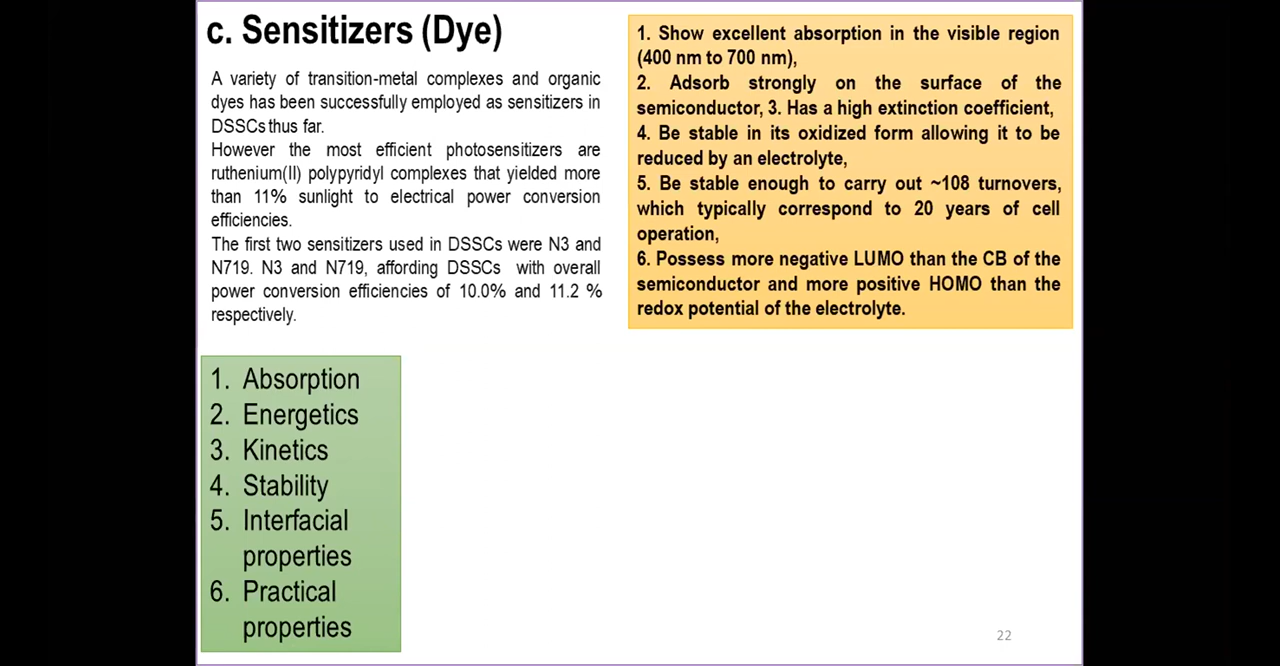 c. Sensitizers (Dye)
A variety of transition-metal complexes and organic
dyes has been successfully employed as sensitizers in
DSSCs thus far.
However the most efficient photosensitizers are
ruthenium(II) polypyridyl complexes that yielded more
than 11% sunlight to electrical power conversion
efficiencies.
The first two sensitizers used in DSSCs were N3 and
N719. N3 and N719, affording DSSCs with overall
power conversion efficiencies of 10.0% and 11.2 %
respectively.
1. Show excellent absorption in the visible region
(400 nm to 700 nm),
2. Adsorb strongly on the surface of the
semiconductor, 3. Has a high extinction coefficient,
4. Be stable in its oxidized form allowing it to be
reduced by an electrolyte,
5. Be stable enough to carry out ~108 turnovers,
which typically correspond to 20 years of cell
operation,
6. Possess more negative LUMO than the CB of the
semiconductor and more positive HOMO than the
redox potential of the electrolyte.
1. Absorption
2. Energetics
3. Kinetics
4. Stability
5. Interfacial
properties
6. Practical
properties
22